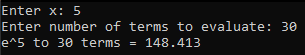 Enter x: 5
Enter number of terms to evaluate: 30
e^5 to 30 terms = 148.413